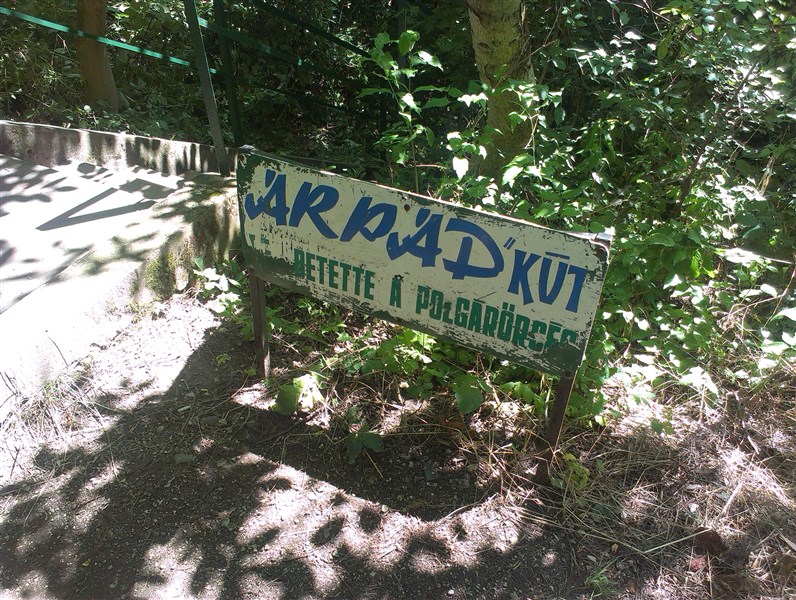 "ÁRPÁD" KÚT
BETETTE A POLGÁRŐRSÉG